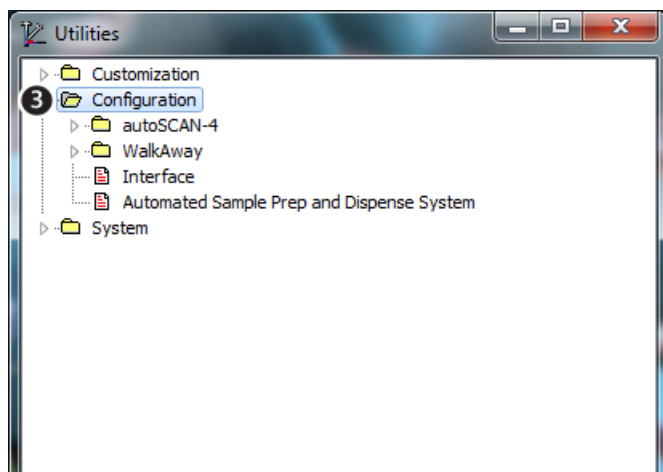 Utilities
Customization
3 Configuration
autoSCAN-4
WalkAway
Interface
Automated Sample Prep and Dispense System
System